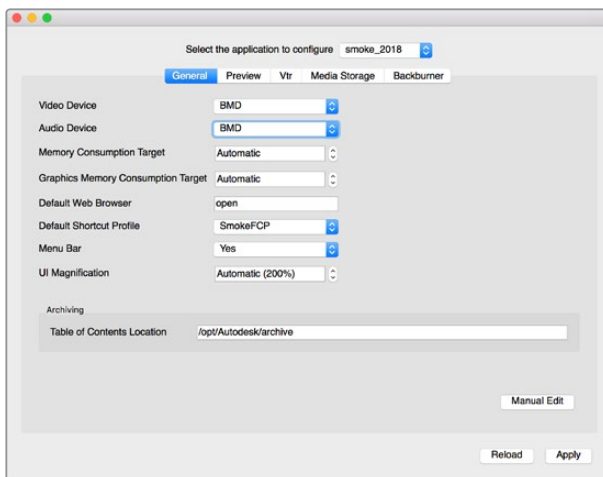 Select the application to configure smoke_2018
General Preview Vtr Media Storage Backburner
Video Device BMD
Audio Device BMD
Memory Consumption Target Automatic
Graphics Memory Consumption Target Automatic
Default Web Browser open
Default Shortcut Profile SmokeFCP
Menu Bar Yes
UI Magnification Automatic (200%)
Archiving
Table of Contents Location /opt/Autodesk/archive
Manual Edit
Reload Apply